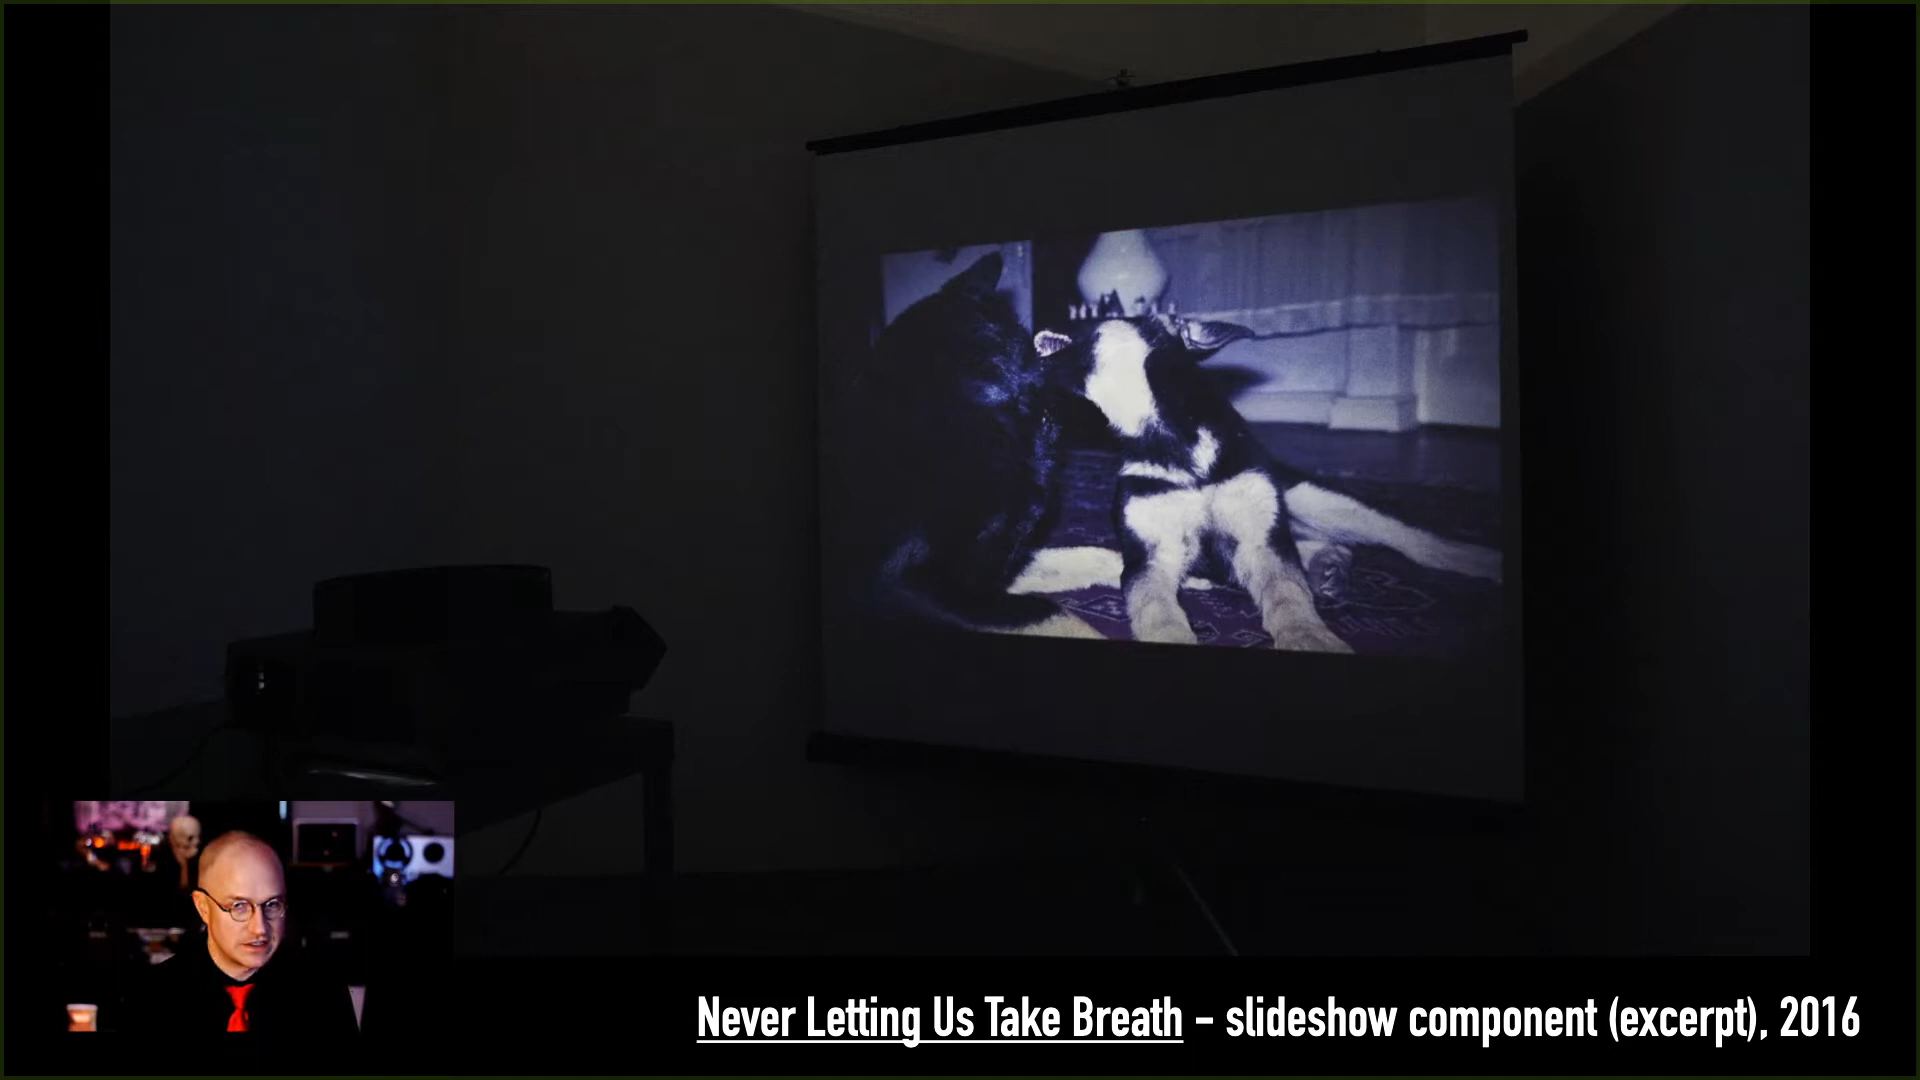 Never Letting Us Take Breath – slideshow component (excerpt), 2016